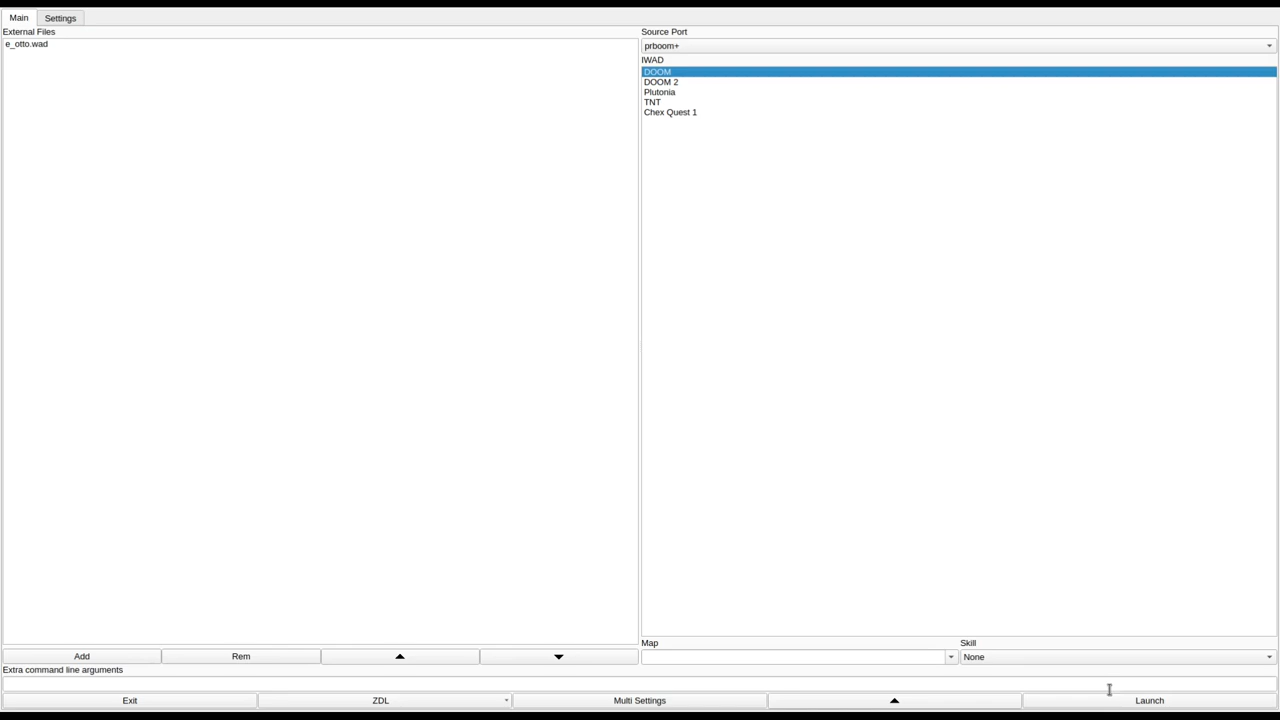 Main Settings
External Files
e_otto.wad
Source Port
prboom+
IWAD
DOOM
DOOM 2
Plutonia
TNT
Chex Quest 1
Map Skill
None
Add Rem
Extra command line arguments
Exit ZDL Multi Settings Launch